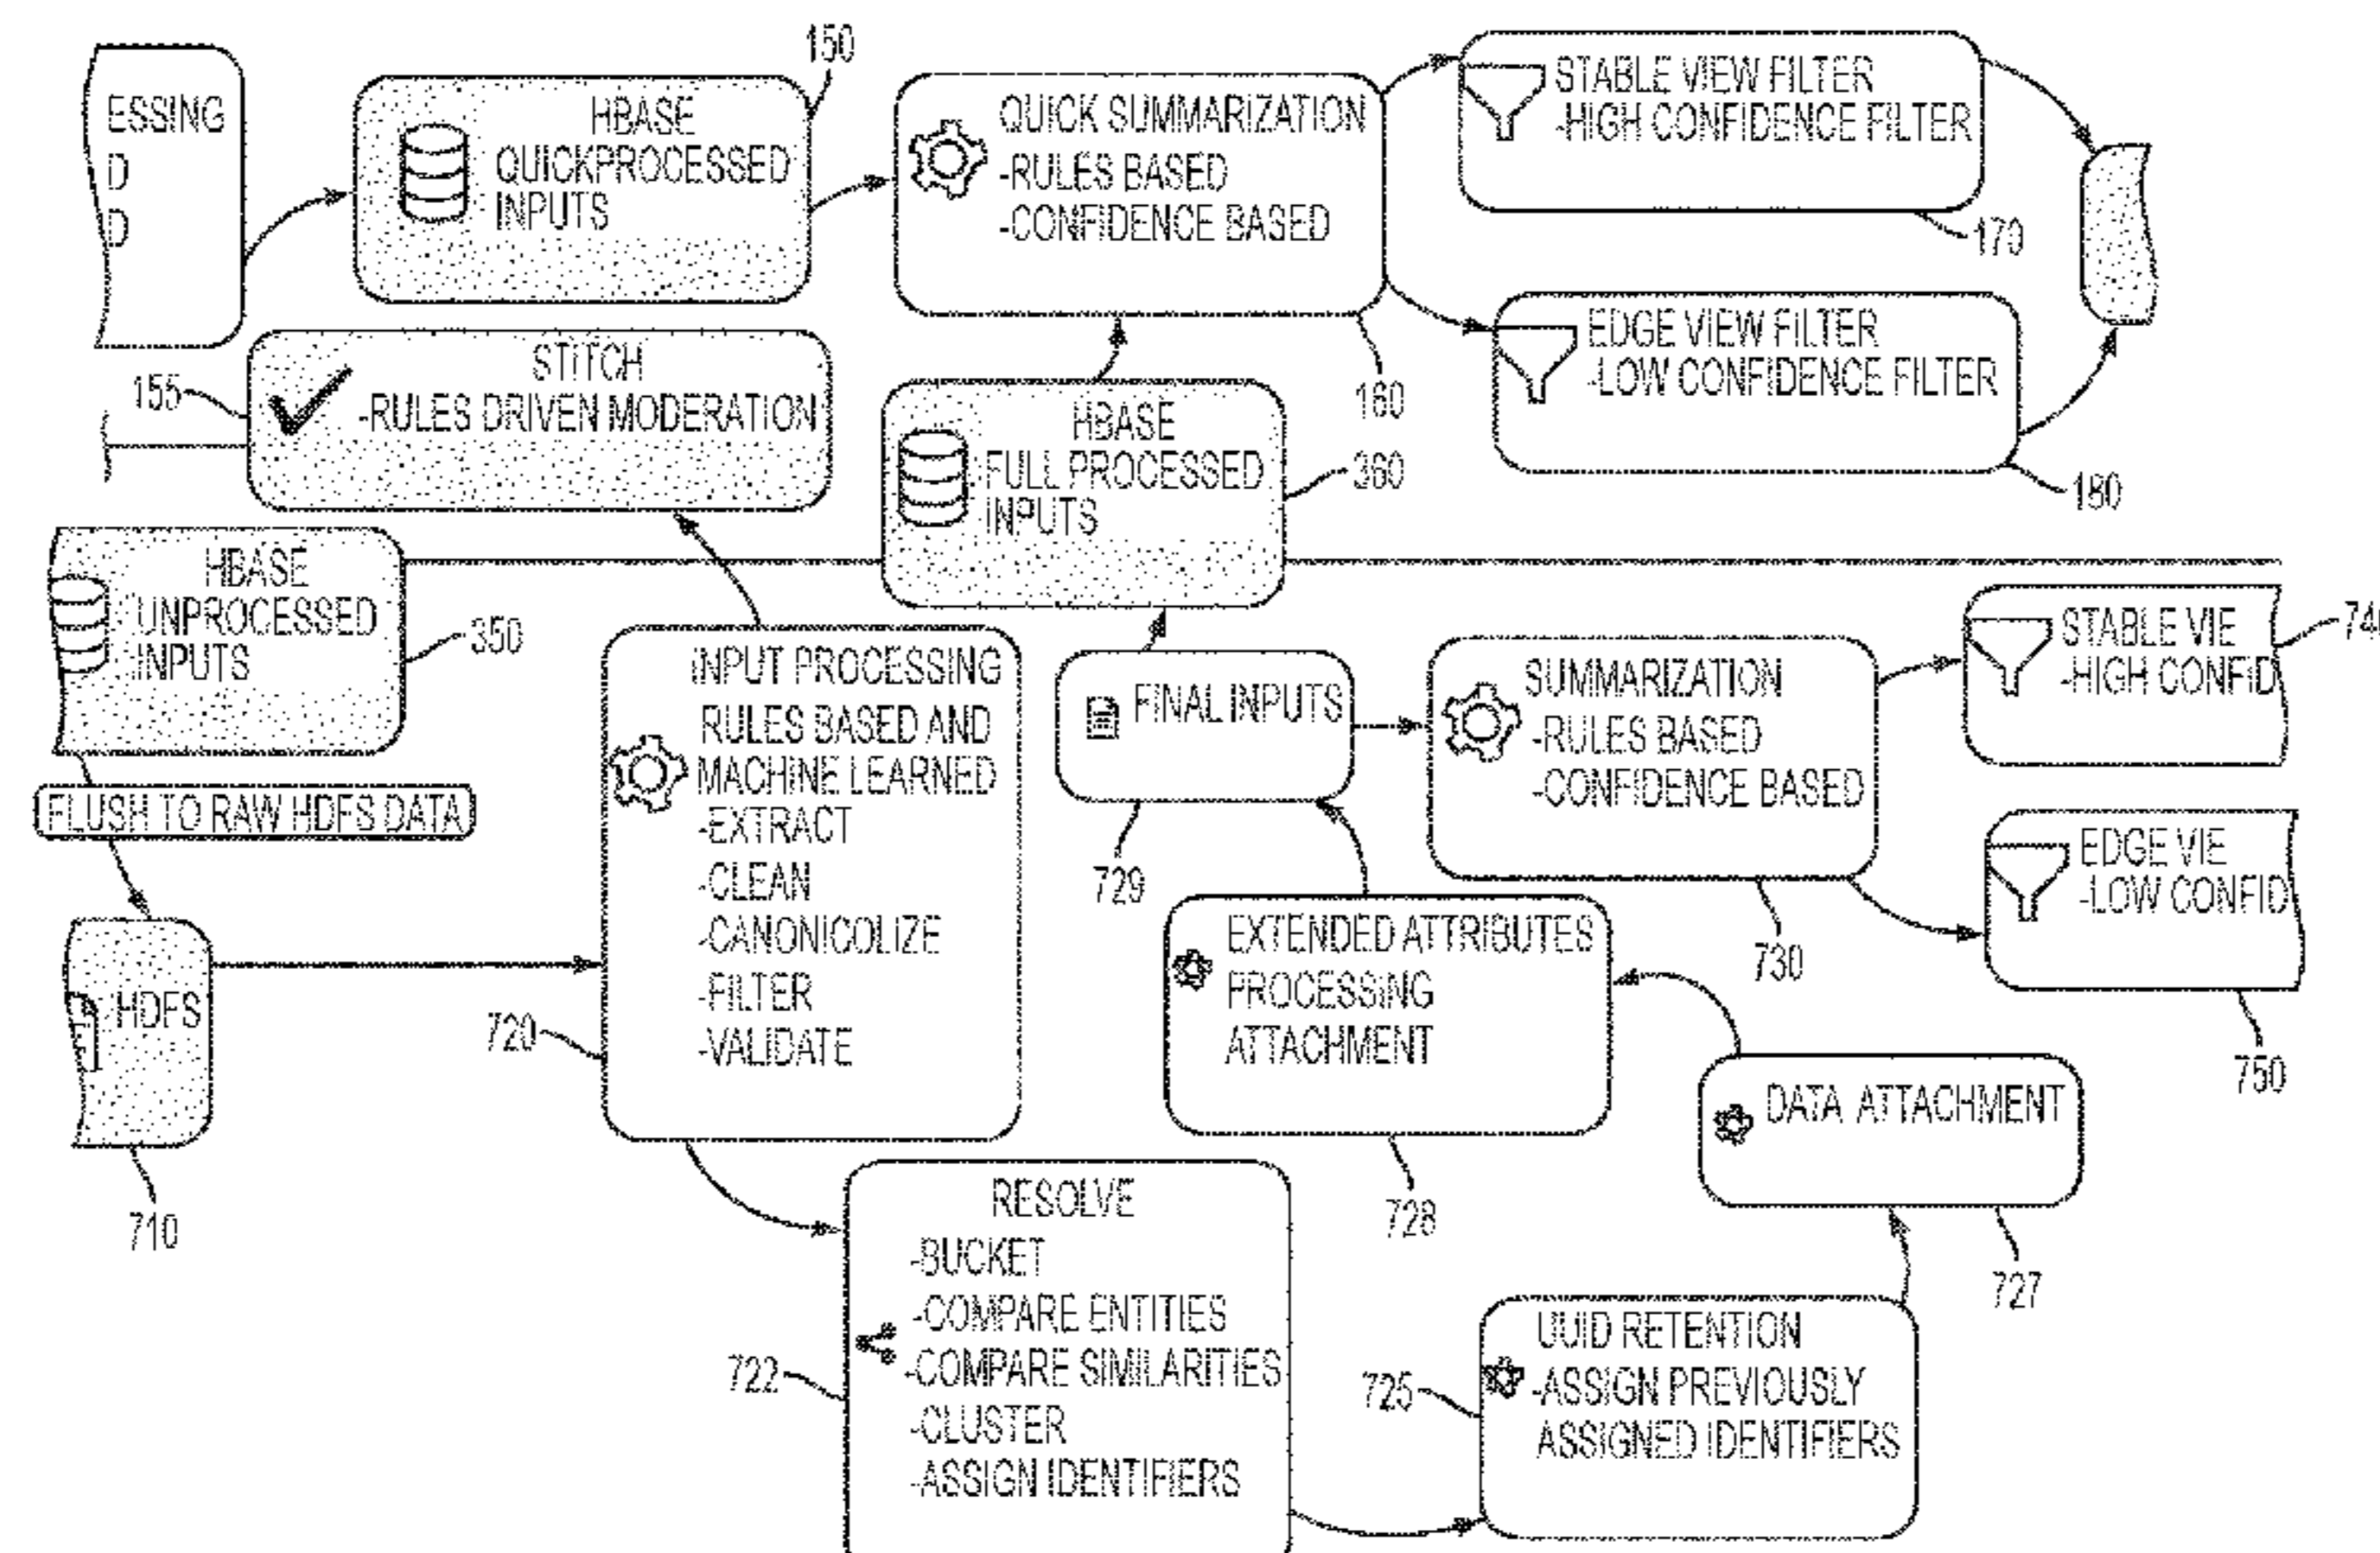 ESSING
D
D
150
HBASE
QUICKPROCESSED
INPUTS
QUICK SUMMARIZATION
-RULES BASED
-CONFIDENCE BASED
160
STABLE VIEW FILTER
-HIGH CONFIDENCE FILTER
170
EDGE VIEW FILTER
-LOW CONFIDENCE FILTER
180
155
STITCH
-RULES DRIVEN MODERATION
HBASE
FULL PROCESSED
INPUTS
360
HBASE
UNPROCESSED
INPUTS
350
FLUSH TO RAW HDFS DATA
HDFS
710
INPUT PROCESSING
RULES BASED AND
MACHINE LEARNED
-EXTRACT
-CLEAN
-CANONICOLIZE
-FILTER
-VALIDATE
720
FINAL INPUTS
729
SUMMARIZATION
-RULES BASED
-CONFIDENCE BASED
730
STABLE VIE
-HIGH CONFID
EDGE VIE
-LOW CONFID
750
EXTENDED ATTRIBUTES
PROCESSING
ATTACHMENT
728
DATA ATTACHMENT
727
RESOLVE
-BUCKET
-COMPARE ENTITIES
-COMPARE SIMILARITIES
-CLUSTER
-ASSIGN IDENTIFIERS
722
UUID RETENTION
-ASSIGN PREVIOUSLY
ASSIGNED IDENTIFIERS
725